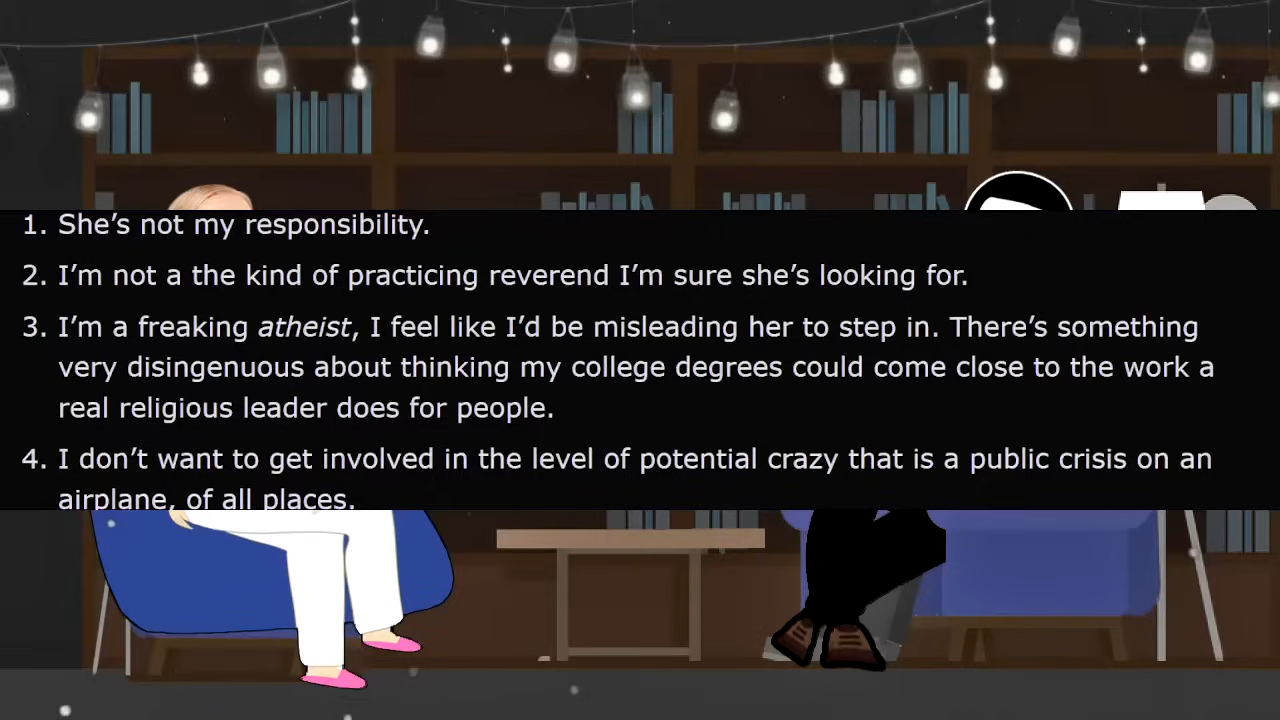 1. She’s not my responsibility.
2. I’m not a the kind of practicing reverend I’m sure she’s looking for.
3. I’m a freaking atheist, I feel like I’d be misleading her to step in. There’s something
very disingenuous about thinking my college degrees could come close to the work a
real religious leader does for people.
4. I don’t want to get involved in the level of potential crazy that is a public crisis on an
airplane, of all places.